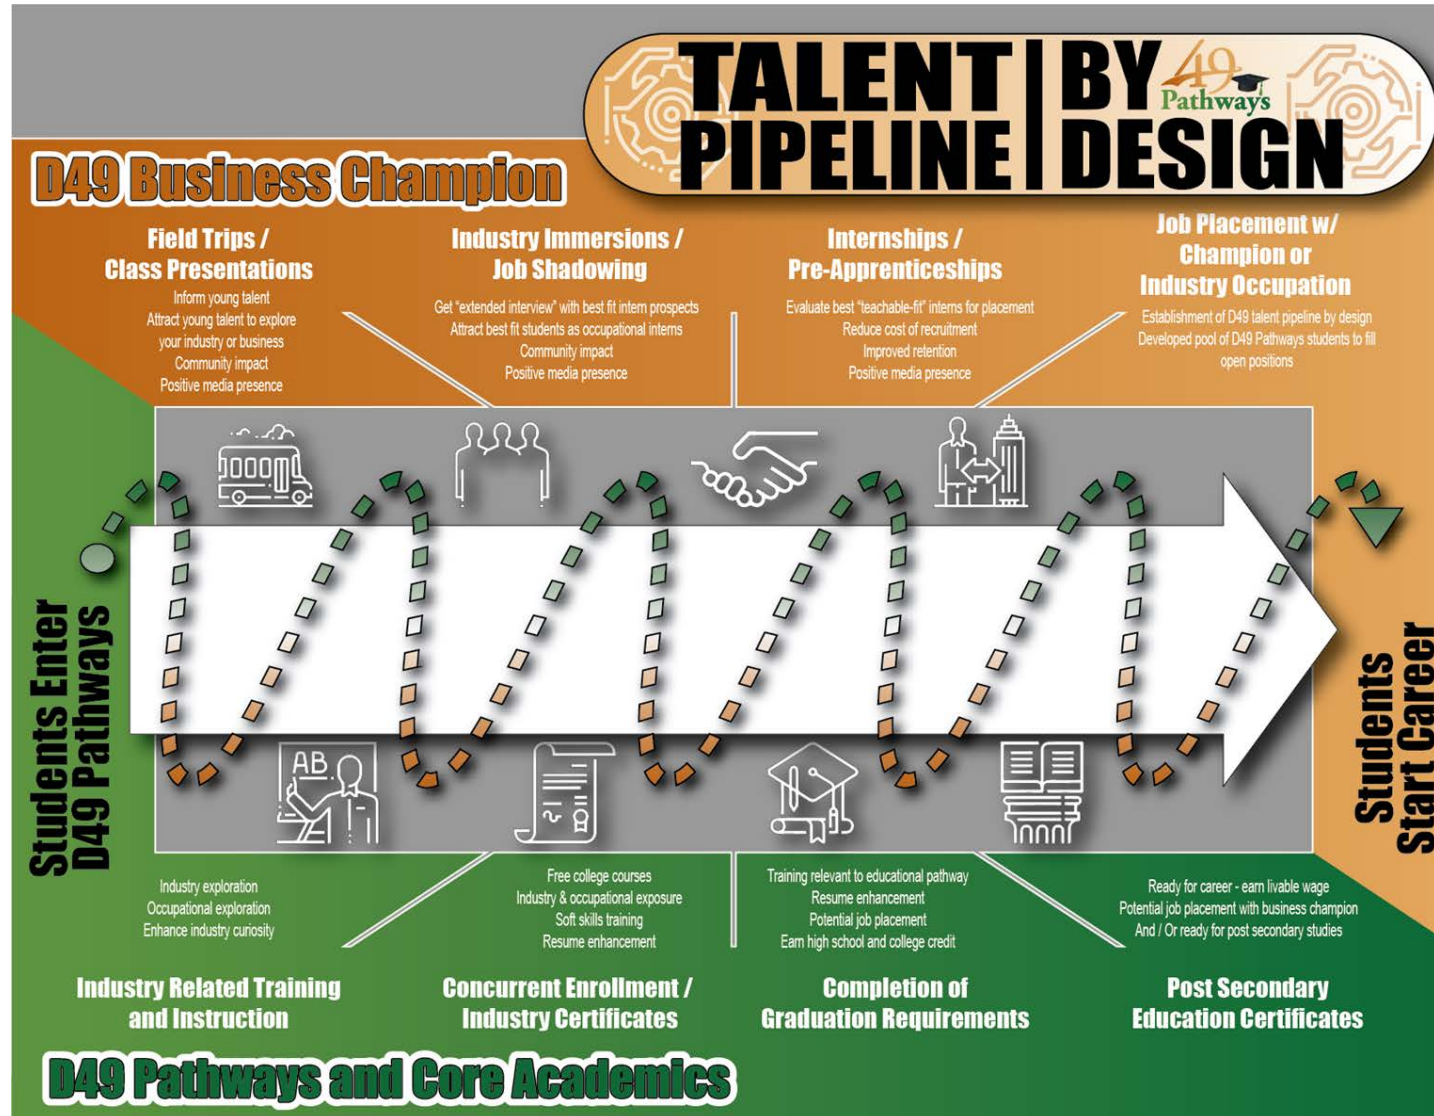 TALENT
PIPELINE
BY
DESIGN
49
Pathways
D49 Business Champion
Field Trips /
Class Presentations
Inform young talent
Attract young talent to explore
your industry or business
Community impact
Positive media presence
Industry Immersions /
Job Shadowing
Get “extended interview” with best fit intern prospects
Attract best fit students as occupational interns
Community impact
Positive media presence
Internships /
Pre-Apprenticeships
Evaluate best “teachable-fit” interns for placement
Reduce cost of recruitment
Improved retention
Positive media presence
Job Placement w/
Champion or
Industry Occupation
Establishment of D49 talent pipeline by design
Developed pool of D49 Pathways students to fill
open positions
Students Enter
D49 Pathways
Students
Start Career
AB
Industry exploration
Occupational exploration
Enhance industry curiosity
Industry Related Training
and Instruction
Free college courses
Industry & occupational exposure
Soft skills training
Resume enhancement
Concurrent Enrollment /
Industry Certificates
Training relevant to educational pathway
Resume enhancement
Potential job placement
Earn high school and college credit
Completion of
Graduation Requirements
Ready for career - earn livable wage
Potential job placement with business champion
And / Or ready for post secondary studies
Post Secondary
Education Certificates
D49 Pathways and Core Academics